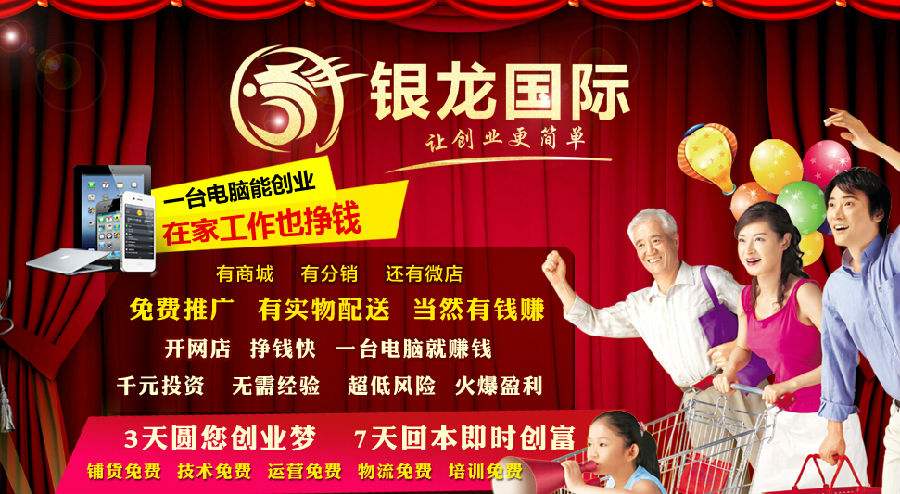 银龙国际
让创业更简单
一台电脑能创业
在家工作也挣钱
有商城 有分销 还有微店
免费推广 有实物配送 当然有钱赚
开网店 挣钱快 一台电脑就赚钱
千元投资 无需经验 超低风险 火爆盈利
3天圆您创业梦 7天回本即时创富
铺货免费 技术免费 运营免费 物流免费 培训免费